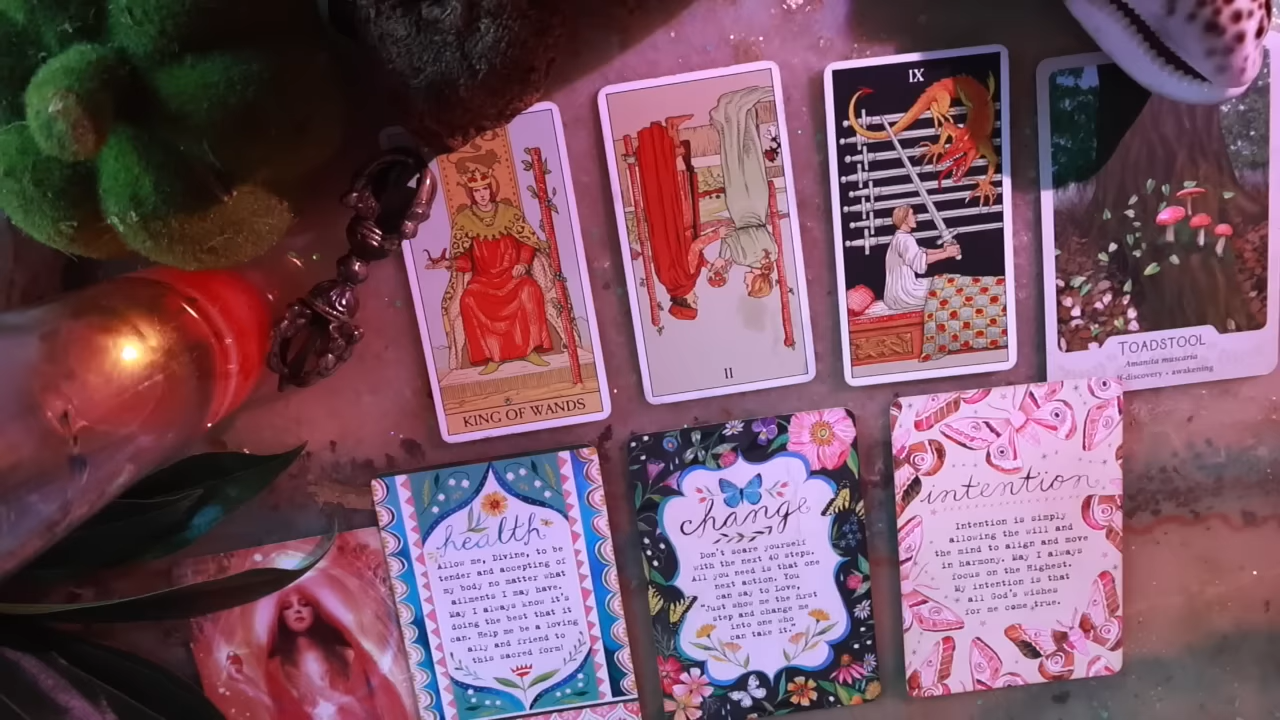 KING OF WANDS
II
IX
TOADSTOOL
Amanita muscaria
lf-discovery • awakening
health
Allow me, Divine, to be
tender and accepting of
my body no matter what
ailments I may have.
May I always know it's
doing the best that it
can. Help me be a loving
ally and friend to
this sacred form!
change
Don't scare yourself
with the next 40 steps.
All you need is that one
next action. You
can say to Love,
"Just show me the first
step and change me
into one who
can take it."
intention
Intention is simply
allowing the will and
the mind to align and move
in harmony. May I always
focus on the Highest.
My intention is that
all God's wishes
for me come true.